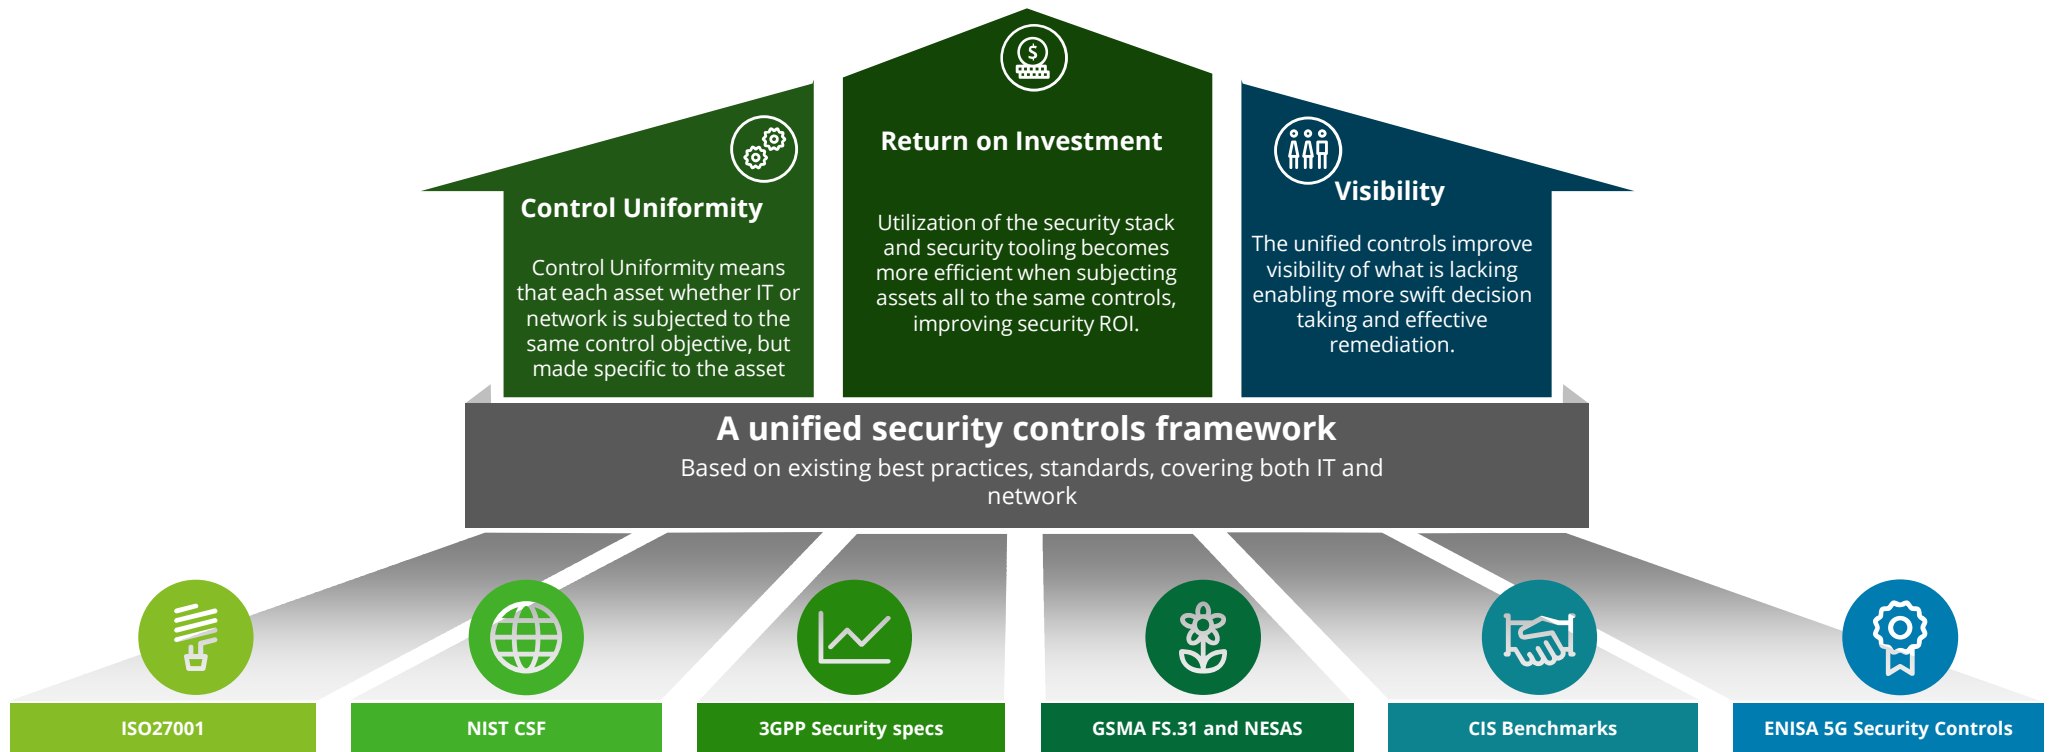 $
Return on Investment
Utilization of the security stack
and security tooling becomes
more efficient when subjecting
assets all to the same controls,
improving security ROI.
Control Uniformity
Control Uniformity means
that each asset whether IT or
network is subjected to the
same control objective, but
made specific to the asset
Visibility
The unified controls improve
visibility of what is lacking
enabling more swift decision
taking and effective
remediation.
A unified security controls framework
Based on existing best practices, standards, covering both IT and
network
ISO27001
NIST CSF
3GPP Security specs
GSMA FS.31 and NESAS
CIS Benchmarks
ENISA 5G Security Controls